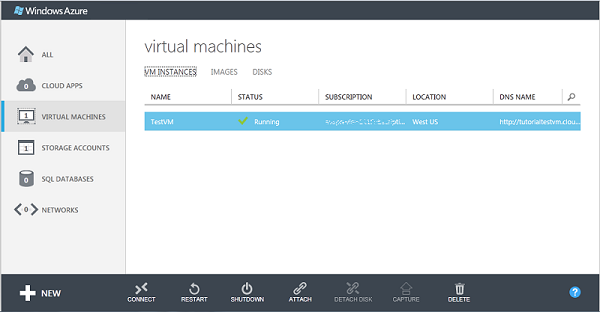 Windows Azure
ALL
0 CLOUD APPS
1 VIRTUAL MACHINES
1 STORAGE ACCOUNTS
0 SQL DATABASES
0 NETWORKS
virtual machines
VM INSTANCES IMAGES DISKS
NAME STATUS SUBSCRIPTION LOCATION DNS NAME
TestVM Running West US http://tutorialtestvm.clou...
NEW CONNECT RESTART SHUTDOWN ATTACH DETACH DISK CAPTURE DELETE ?